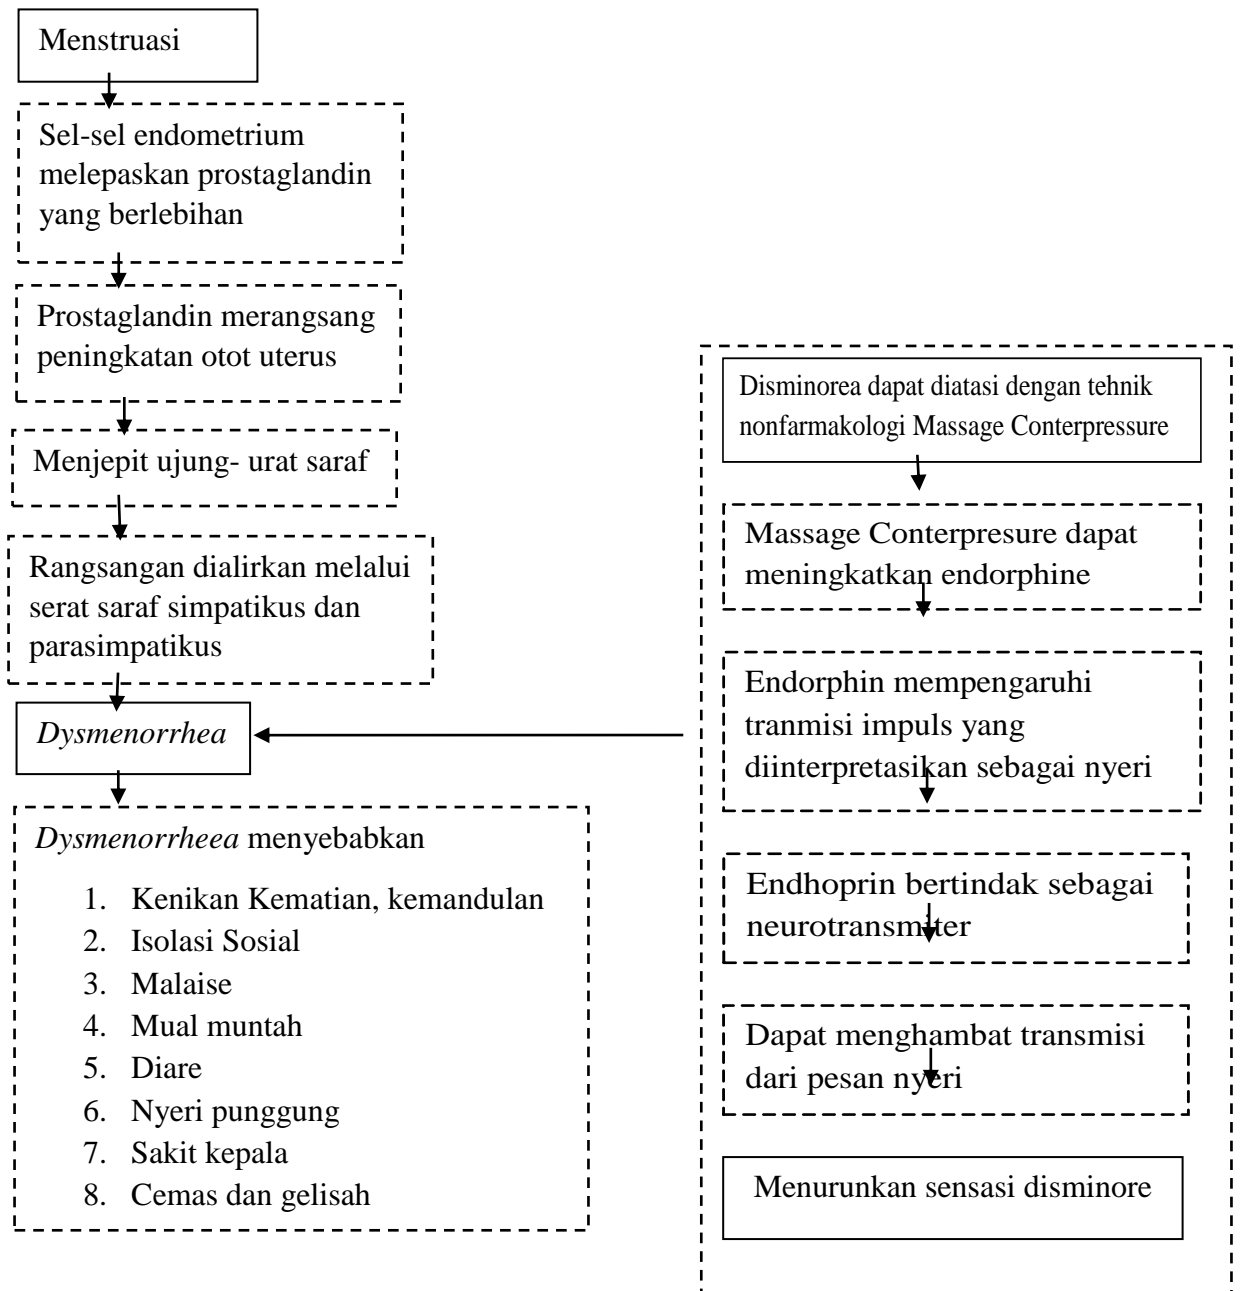 Menstruasi
Sel-sel endometrium
melepaskan prostaglandin
yang berlebihan
Prostaglandin merangsang
peningkatan otot uterus
Menjepit ujung- urat saraf
Rangsangan dialirkan melalui
serat saraf simpatikus dan
parasimpatikus
Dysmenorrhea
Dysmenorrheea menyebabkan
1. Kenikan Kematian, kemandulan
2. Isolasi Sosial
3. Malaise
4. Mual muntah
5. Diare
6. Nyeri punggung
7. Sakit kepala
8. Cemas dan gelisah
Disminorea dapat diatasi dengan tehnik
nonfarmakologi Massage Conterpressure
Massage Conterpresure dapat
meningkatkan endorphine
Endorphin mempengaruhi
tranmisi impuls yang
diinterpretasikan sebagai nyeri
Endhoprin bertindak sebagai
neurotransmiter
Dapat menghambat transmisi
dari pesan nyeri
Menurunkan sensasi disminore